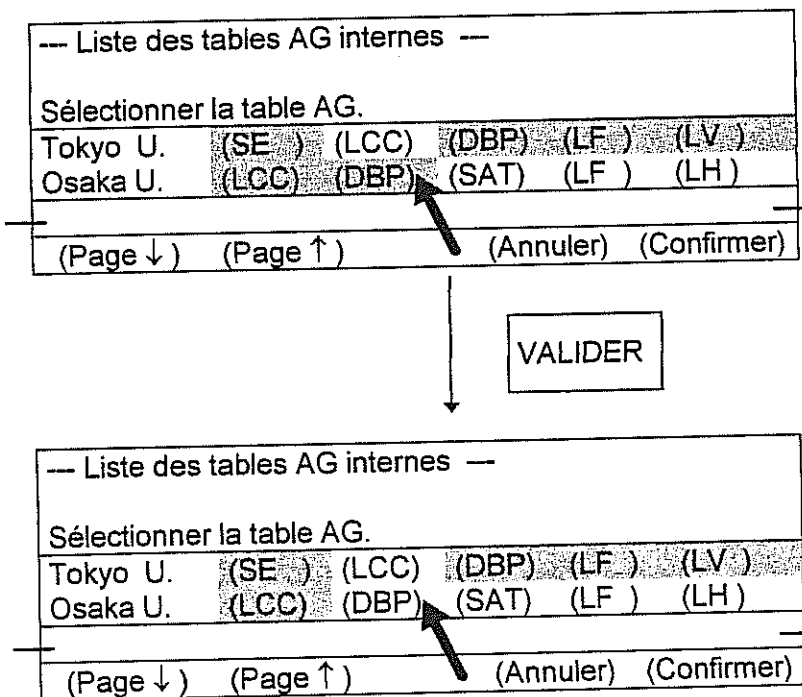 --- Liste des tables AG internes ---
Sélectionner la table AG.
Tokyo U. (SE ) (LCC) (DBP) (LF ) (LV )
Osaka U. (LCC) (DBP) (SAT) (LF ) (LH )
(Page ↓ ) (Page ↑ ) (Annuler) (Confirmer)
VALIDER
--- Liste des tables AG internes ---
Sélectionner la table AG.
Tokyo U. (SE ) (LCC) (DBP) (LF ) (LV )
Osaka U. (LCC) (DBP) (SAT) (LF ) (LH )
(Page ↓ ) (Page ↑ ) (Annuler) (Confirmer)